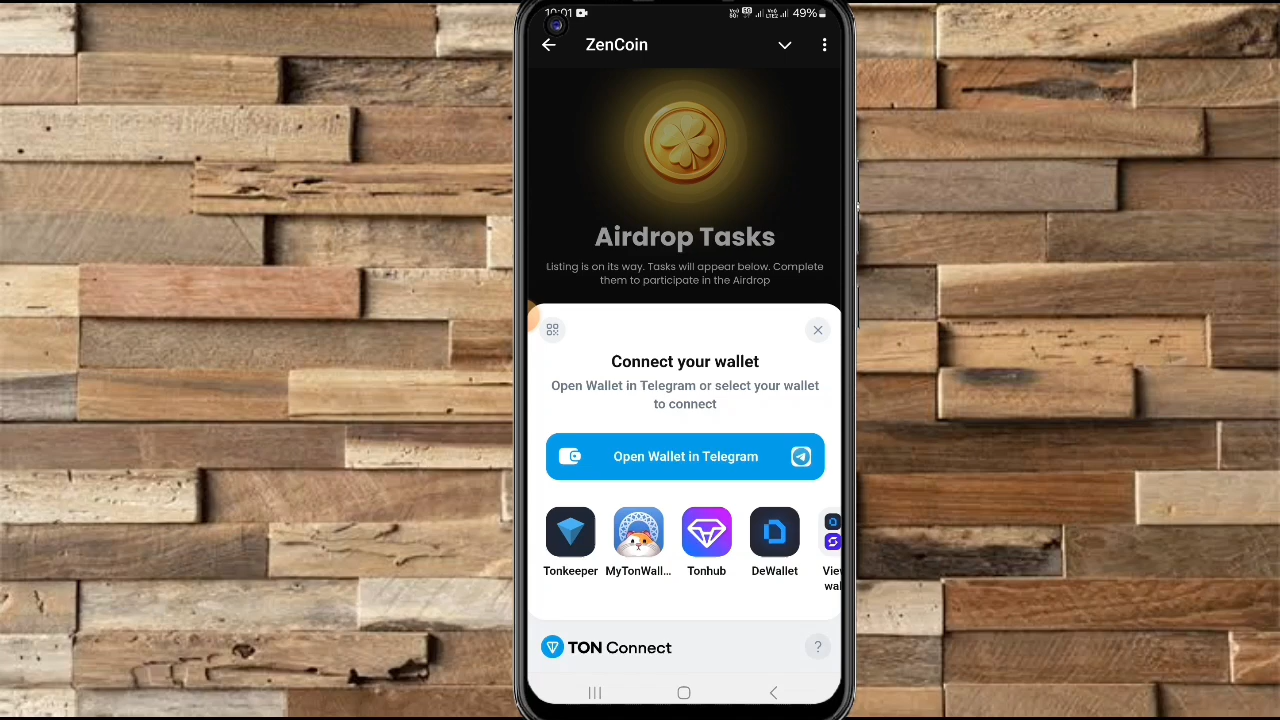 10:01
49%
ZenCoin
Airdrop Tasks
Listing is on its way. Tasks will appear below. Complete
them to participate in the Airdrop
Connect your wallet
Open Wallet in Telegram or select your wallet
to connect
Open Wallet in Telegram
Tonkeeper MyTonWall... Tonhub DeWallet
TON Connect
?